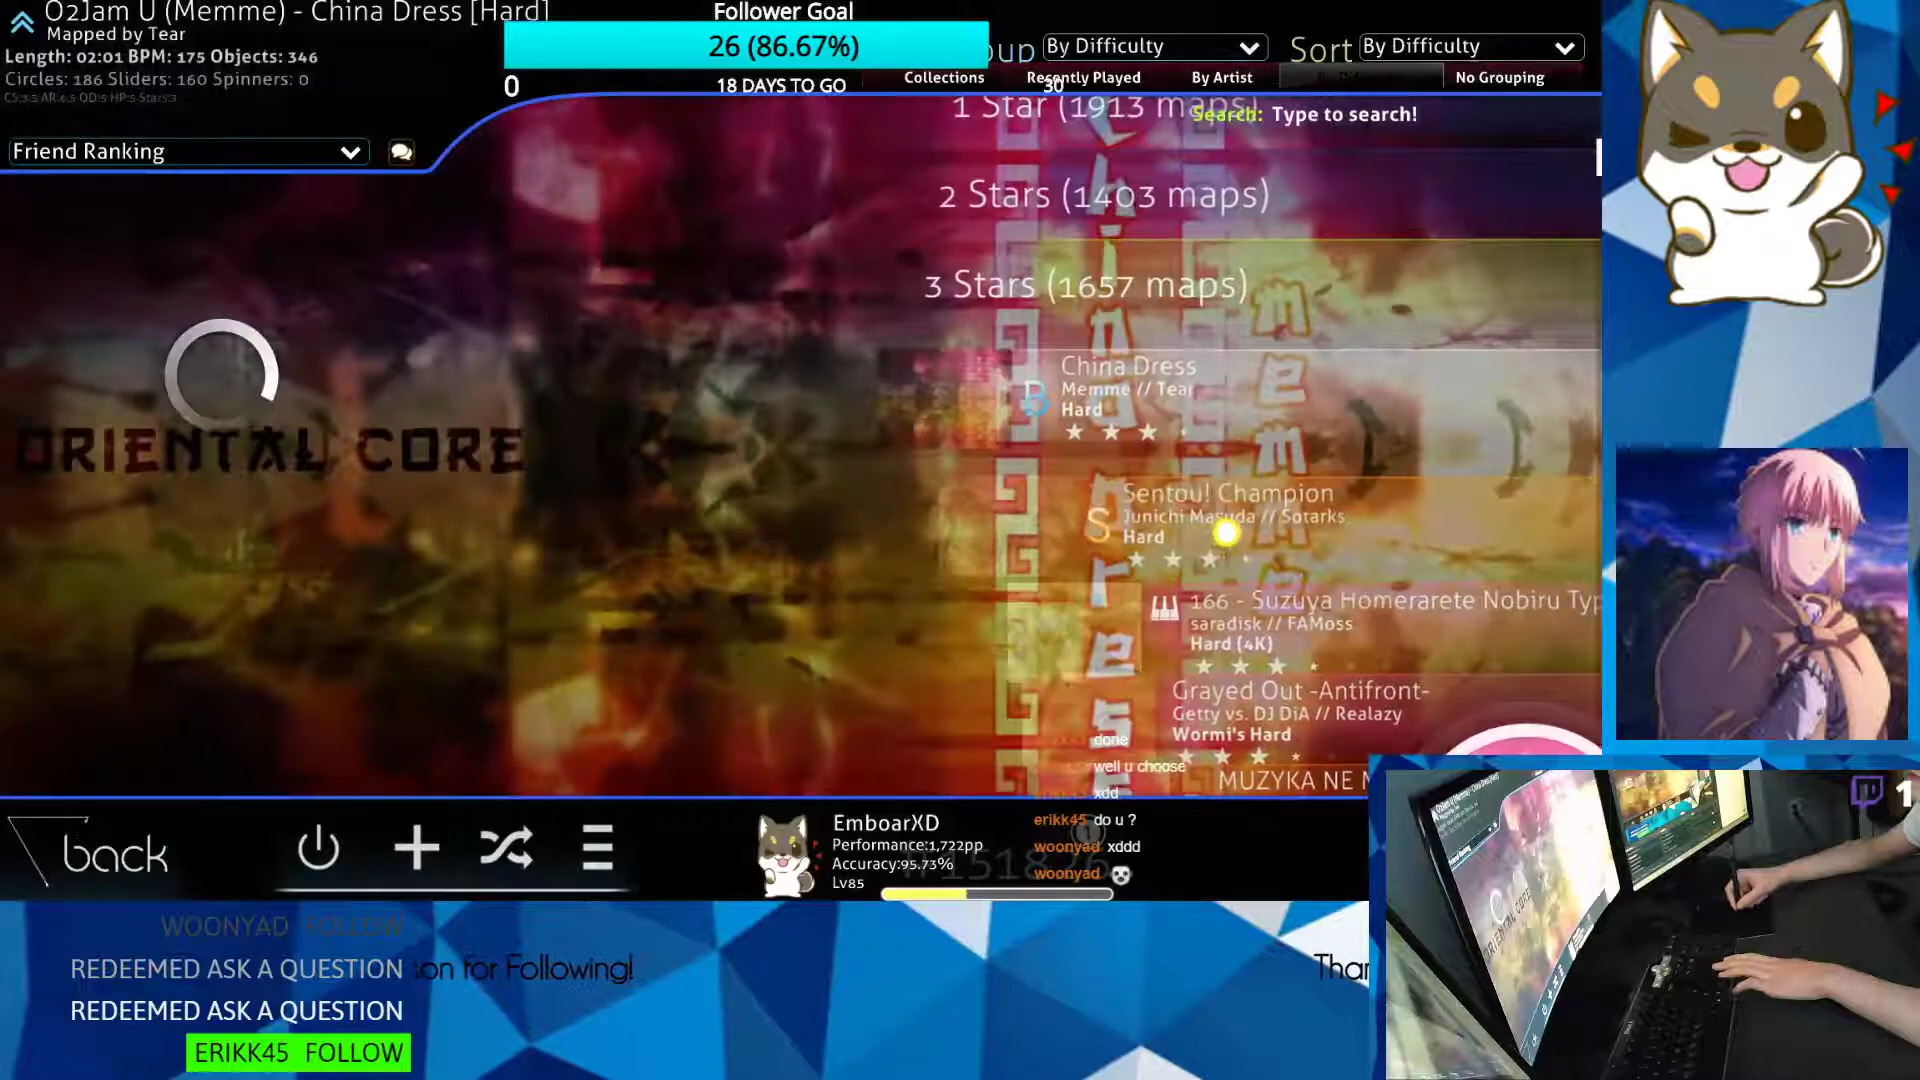 O2Jam U (Memme) - China Dress [Hard]
Mapped by Tear
Length: 02:01 BPM: 175 Objects: 346
Circles: 186 Sliders: 160 Spinners: 0
Follower Goal
26 (86.67%)
0
30
18 DAYS TO GO
oup
By Difficulty
Sort
By Difficulty
Collections
Recently Played
By Artist
No Grouping
Friend Ranking
Search: Type to search!
1 Star (1913 maps)
2 Stars (1403 maps)
3 Stars (1657 maps)
China Dress
Memme // Tear
Hard
Sentou! Champion
Junichi Masuda // Sotarks
Hard
166 - Suzuya Homerarete Nobiru Typ
saradisk // FAMoss
Hard (4K)
Grayed Out -Antifront-
Getty vs. DJ DiA // Realazy
Wormi's Hard
MUZYKA NE
ORIENTAL CORE
done
well u choose
xdd
erikk45 do u ?
woonyad xddd
woonyad
back
EmboarXD
Performance:1,722pp
Accuracy:95.73%
Lv85
WOONYAD FOLLOW
REDEEMED ASK A QUESTION
on for Following!
REDEEMED ASK A QUESTION
ERIKK45 FOLLOW
Than
1